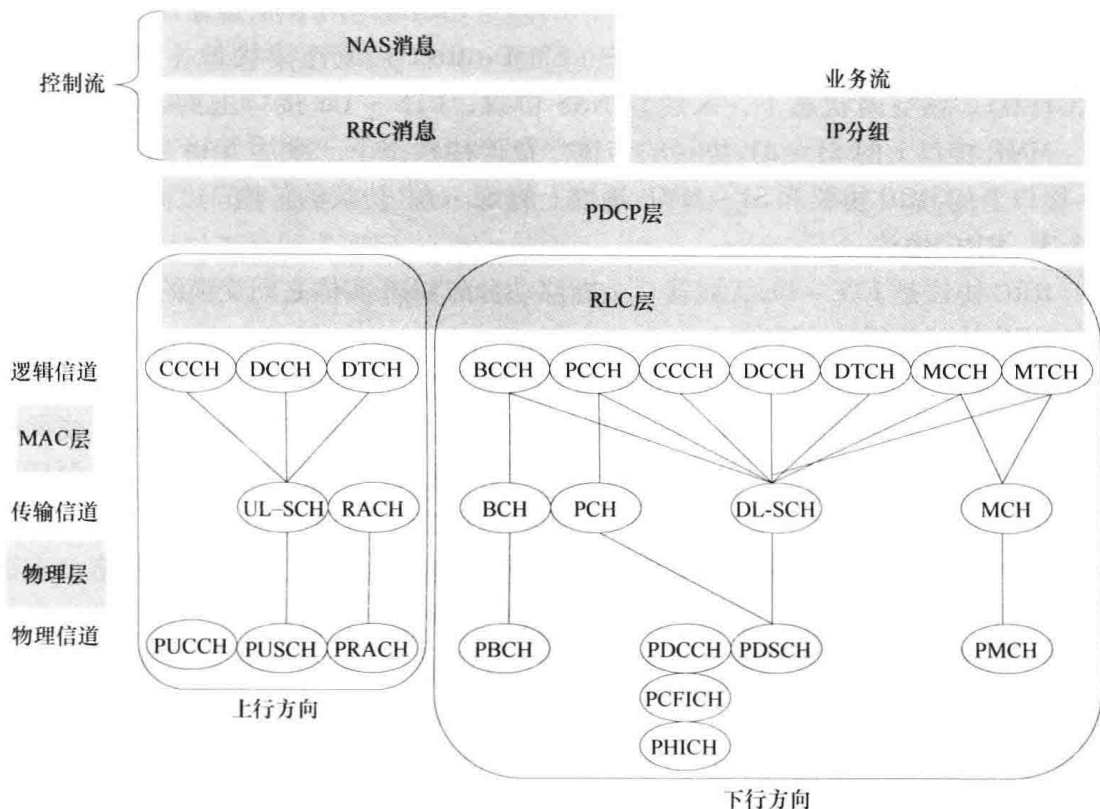 NAS消息
控制流
业务流
RRC消息
IP分组
PDCP层
RLC层
逻辑信道
CCCH DCCH DTCH
BCCH PCCH CCCH DCCH DTCH MCCH MTCH
MAC层
传输信道
UL-SCH RACH
BCH PCH DL-SCH MCH
物理层
物理信道
PUCCH PUSCH PRACH
PBCH PDCCH PDSCH PMCH
PCFICH
PHICH
上行方向
下行方向